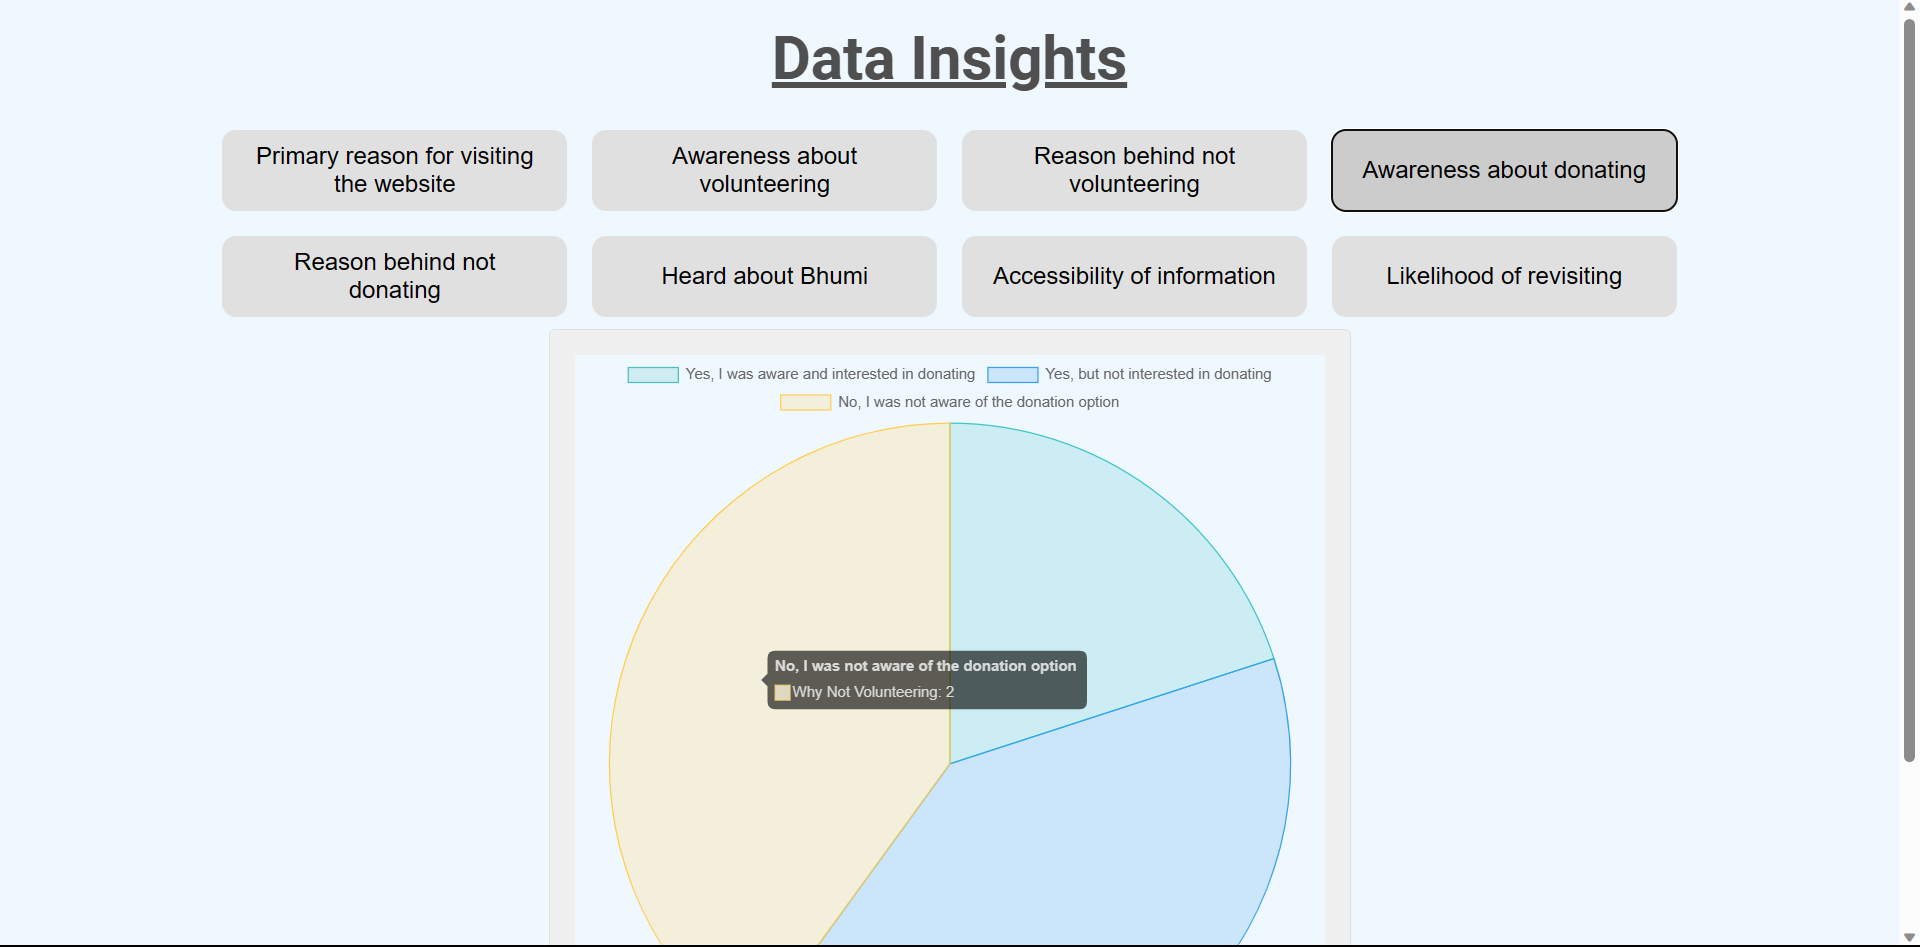 Data Insights
Primary reason for visiting
the website
Awareness about
volunteering
Reason behind not
volunteering
Awareness about donating
Reason behind not
donating
Heard about Bhumi
Accessibility of information
Likelihood of revisiting
Yes, I was aware and interested in donating
Yes, but not interested in donating
No, I was not aware of the donation option
No, I was not aware of the donation option
Why Not Volunteering: 2